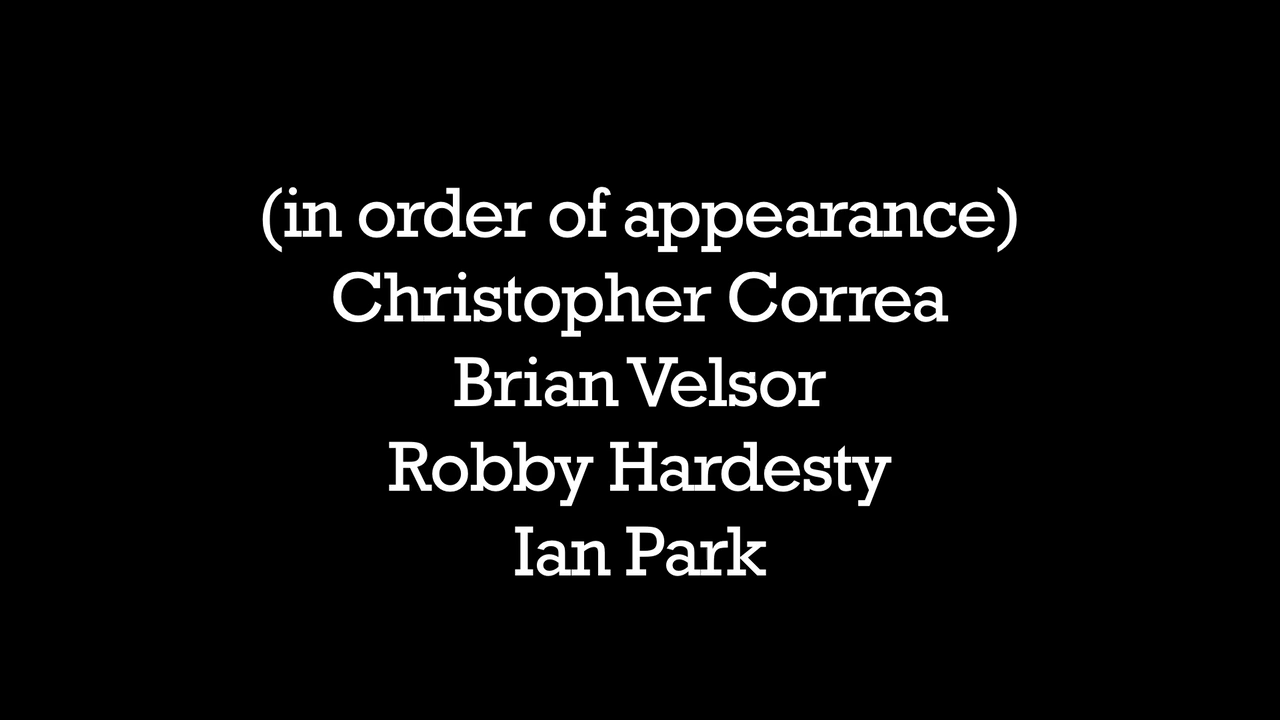 (in order of appearance)
Christopher Correa
Brian Velsor
Robby Hardesty
Ian Park